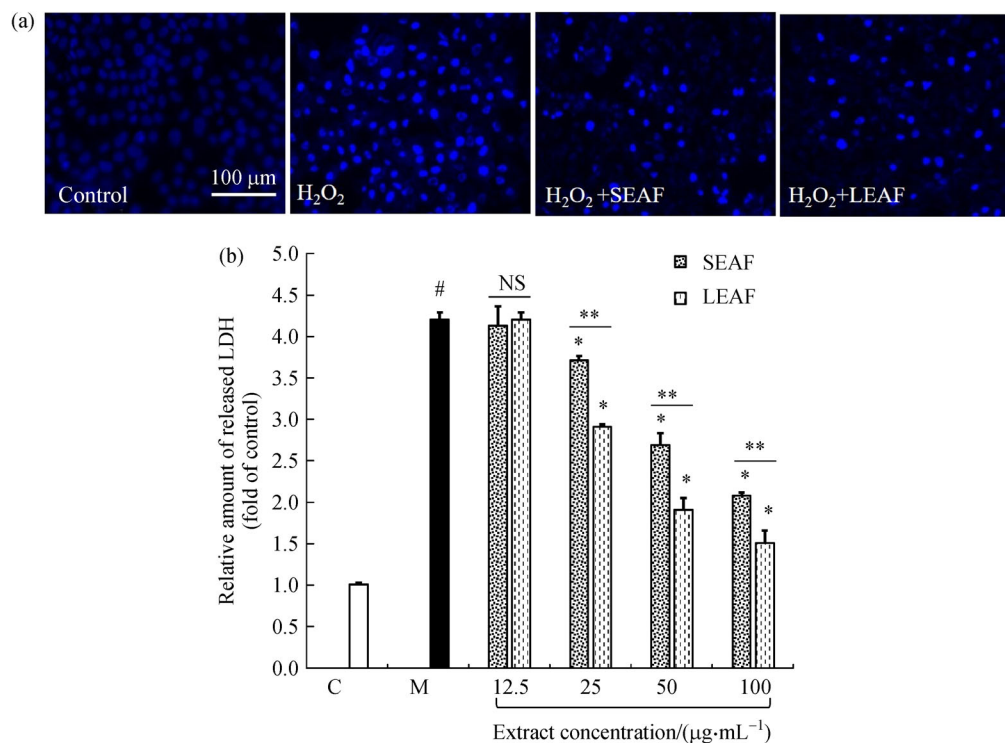 (a)
Control
100 μm
H₂O₂
H₂O₂ +SEAF
H₂O₂+LEAF
(b)
Relative amount of released LDH
(fold of control)
5.0
4.5
4.0
3.5
3.0
2.5
2.0
1.5
1.0
0.5
0.0
SEAF
LEAF
#
NS
**
*
*
**
*
*
**
*
*
C
M
12.5
25
50
100
Extract concentration/(μg·mL⁻¹)